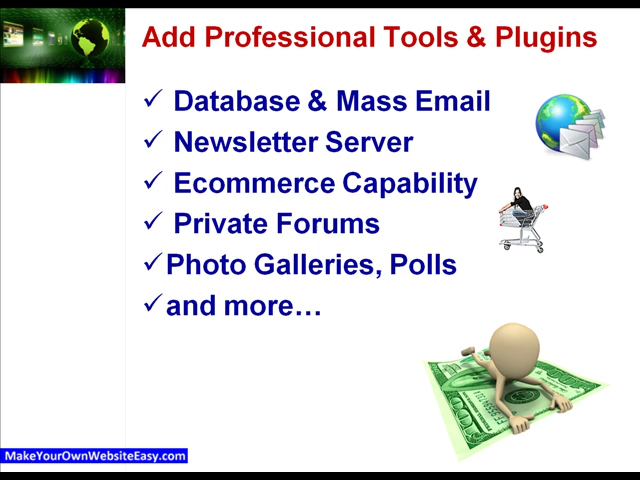 Add Professional Tools & Plugins
✓ Database & Mass Email
✓ Newsletter Server
✓ Ecommerce Capability
✓ Private Forums
✓ Photo Galleries, Polls
✓ and more…
MakeYourOwnWebsiteEasy.com